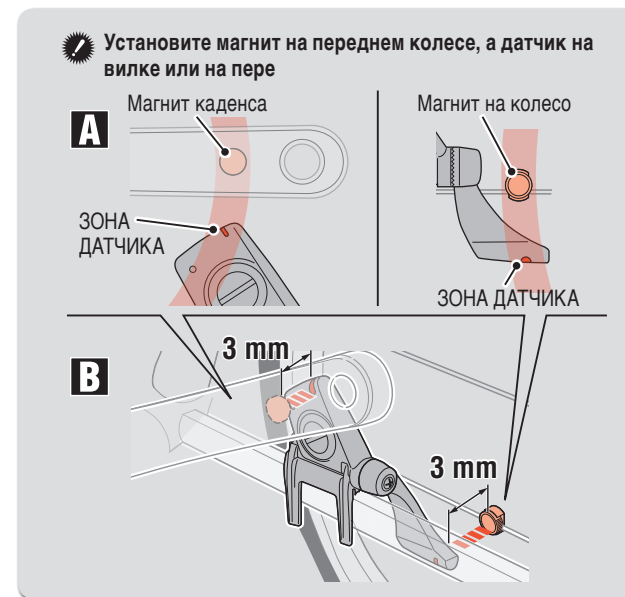 Установите магнит на переднем колесе, а датчик на
вилке или на пере
A
Магнит каденса
Магнит на колесо
ЗОНА
ДАТЧИКА
ЗОНА ДАТЧИКА
B
3 mm
3 mm